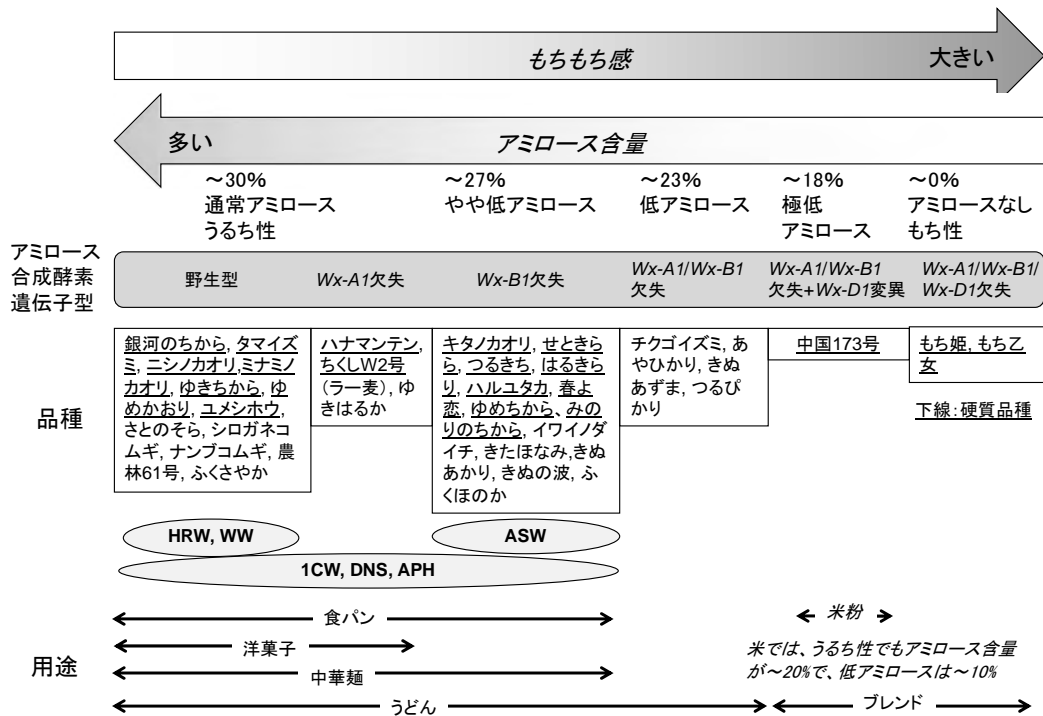 もちもち感
大きい
多い
アミロース含量
~30%
通常アミロース
うるち性
~27%
やや低アミロース
~23%
低アミロース
~18%
極低
アミロース
~0%
アミロースなし
もち性
アミロース
合成酵素
遺伝子型
野生型
Wx-A1欠失
Wx-B1欠失
Wx-A1/Wx-B1
欠失
Wx-A1/Wx-B1
欠失+Wx-D1変異
Wx-A1/Wx-B1/
Wx-D1欠失
品種
銀河のちから, タマイズ
ミ, ニシノカオリ,ミナミノ
カオリ, ゆきちから, ゆ
めかおり, ユメシホウ,
さとのそら, シロガネコ
ムギ, ナンブコムギ, 農
林61号, ふくさやか
ハナマンテン,
ちくしW2号
(ラー麦), ゆ
きはるか
キタノカオリ, せときら
ら, つるきち, はるきら
り, ハルユタカ, 春よ
恋, ゆめちから、みの
りのちから, イワイノダ
イチ, きたほなみ,きぬ
あかり, きぬの波, ふ
くほのか
チクゴイズミ, あ
やひかり, きぬ
あずま, つるぴ
かり
中国173号
もち姫, もち乙
女
下線:硬質品種
HRW, WW
ASW
1CW, DNS, APH
用途
食パン
洋菓子
中華麺
うどん
米粉
米では、うるち性でもアミロース含量
が~20%で、低アミロースは~10%
ブレンド